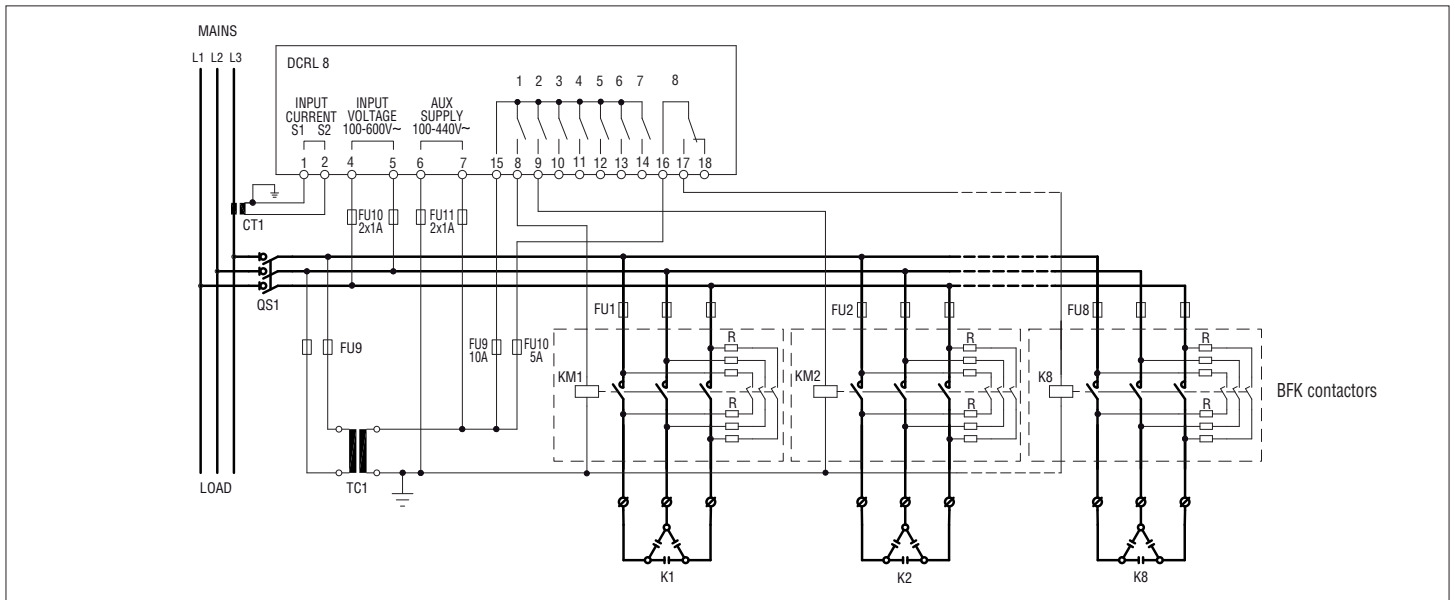 MAINS
L1 L2 L3
DCRL 8
1 2 3 4 5 6 7 8
INPUT CURRENT
S1 S2
INPUT VOLTAGE
100-600V~
AUX SUPPLY
100-440V~
1 2 4 5 6 7 15 8 9 10 11 12 13 14 16 17 18
CT1
FU10
2x1A
FU11
2x1A
QS1
FU1
FU2
FU8
FU9
FU9
10A
FU10
5A
R
R
R
KM1
KM2
K8
BFK contactors
R
R
R
LOAD
TC1
K1
K2
K8